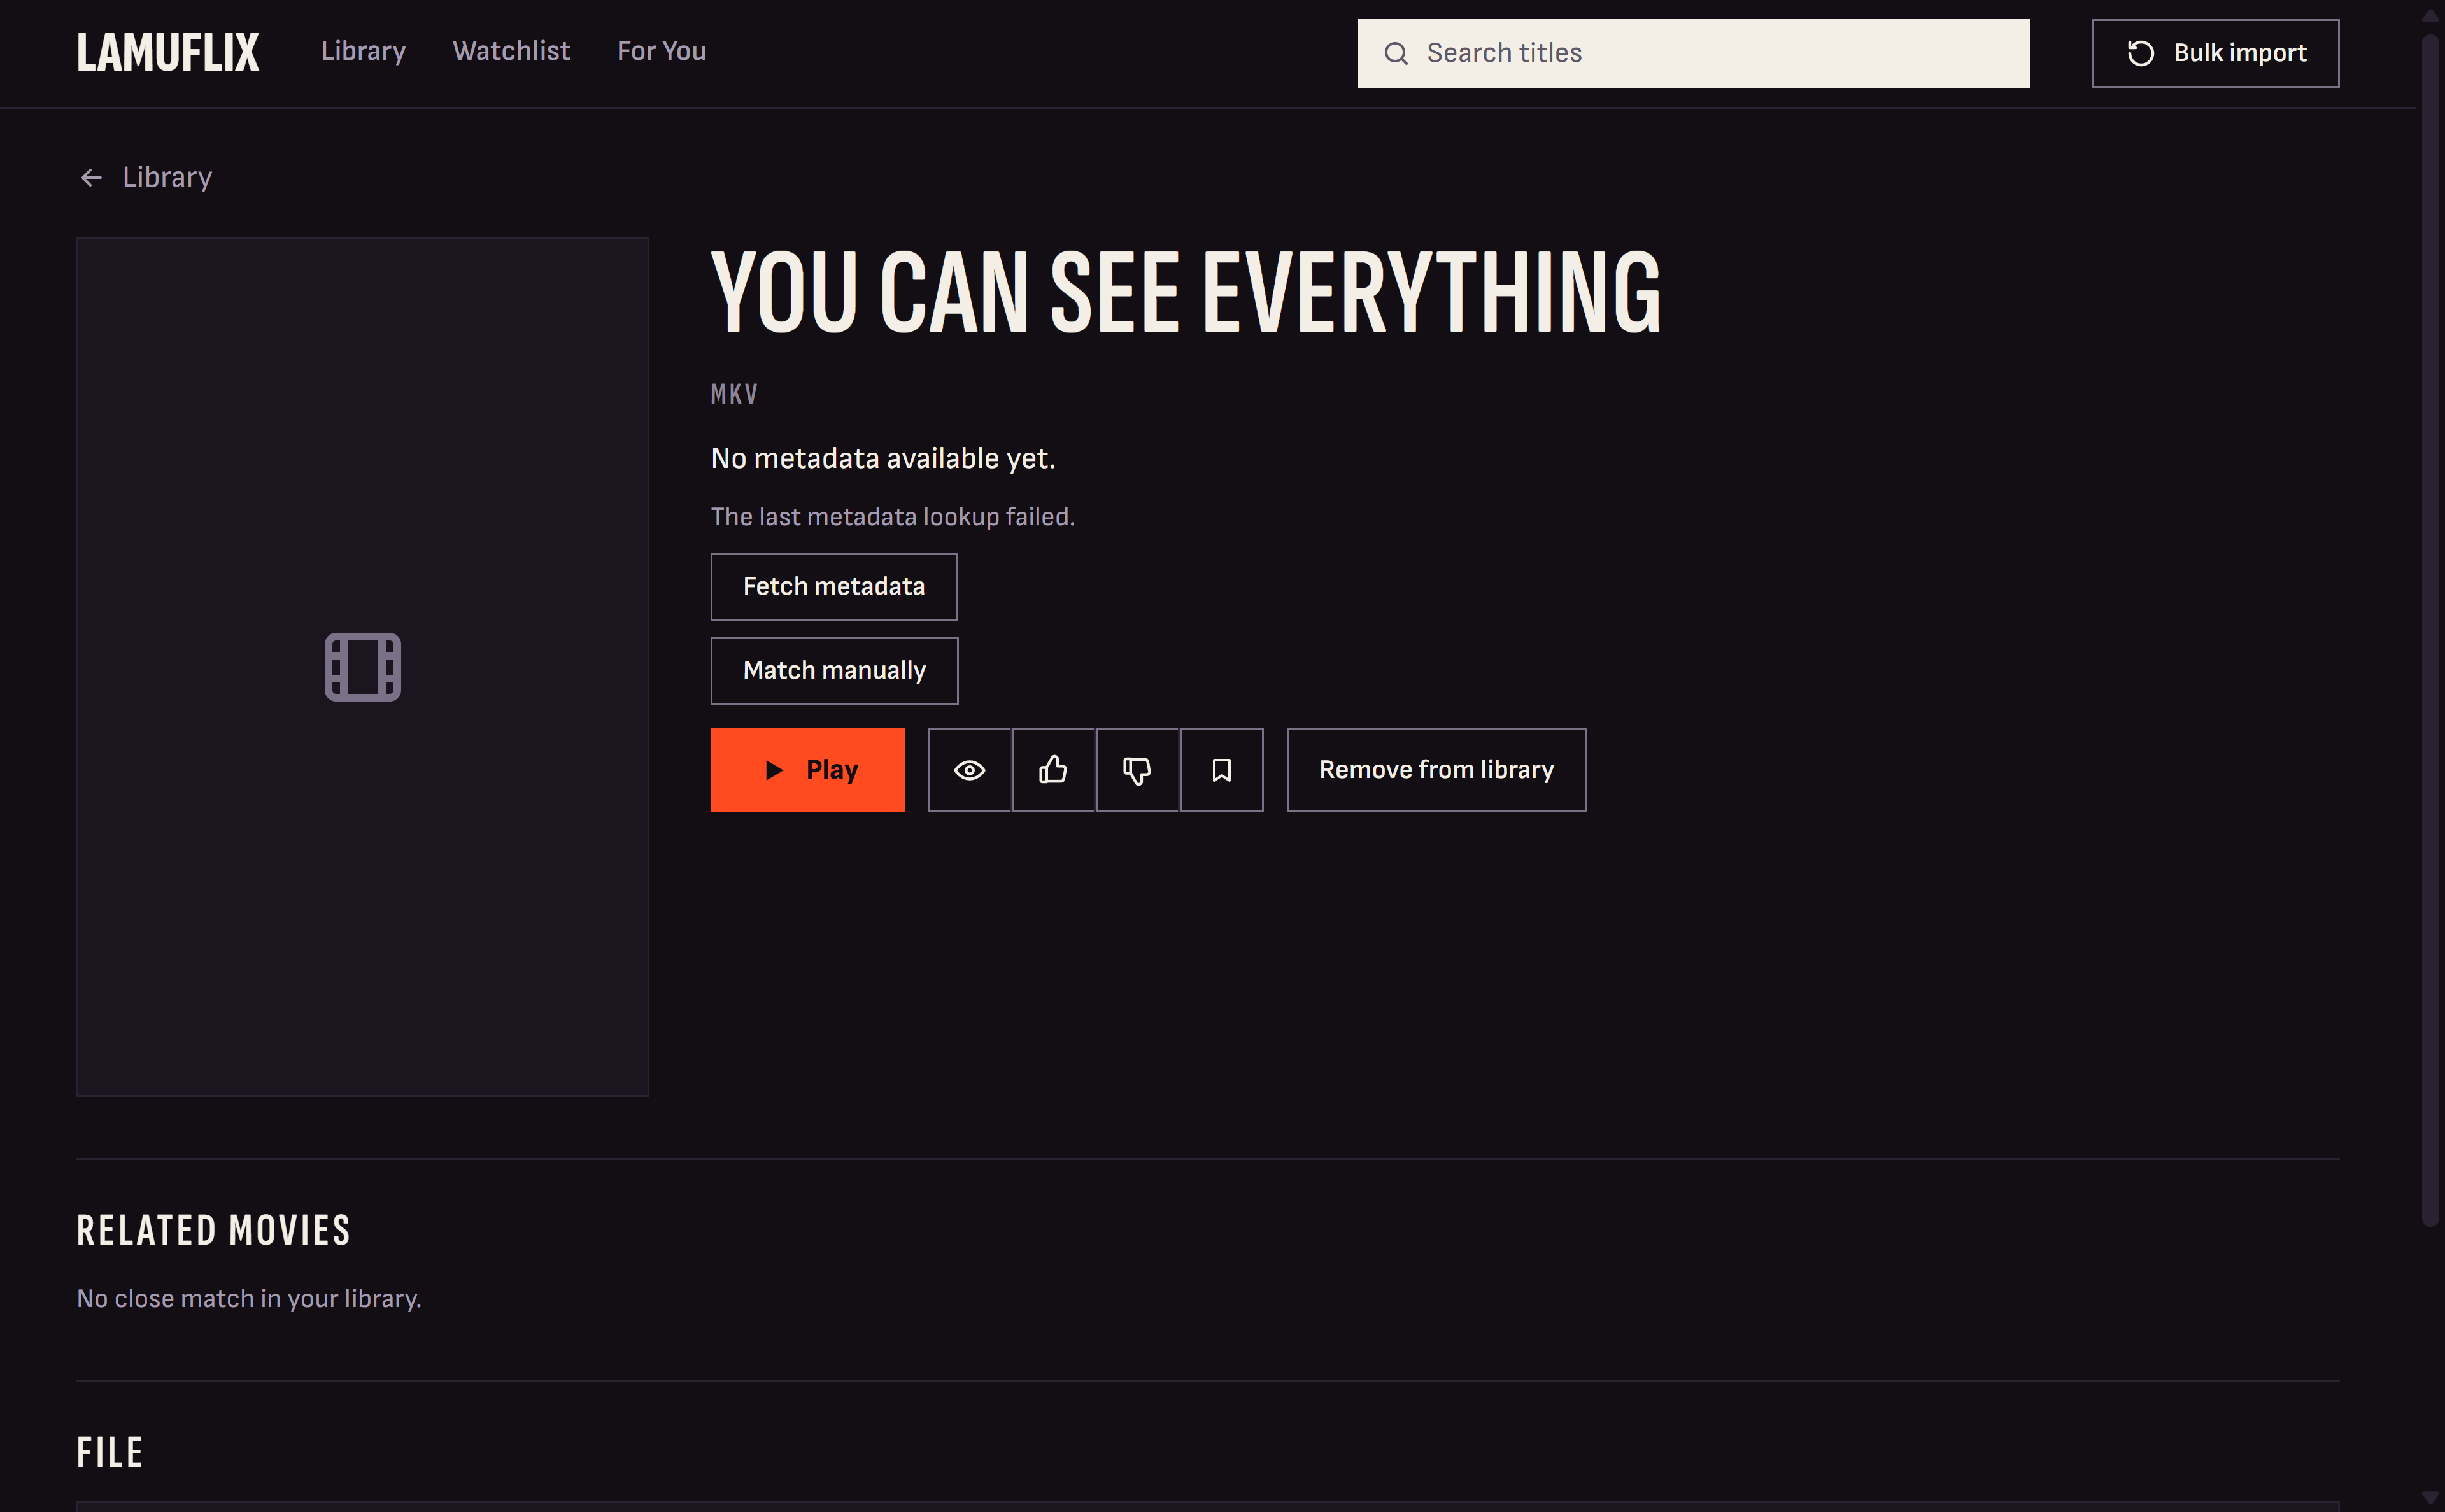 LAMUFLIX Library Watchlist For You Search titles Bulk import
Library
YOU CAN SEE EVERYTHING
MKV
No metadata available yet.
The last metadata lookup failed.
Fetch metadata
Match manually
Play Remove from library
RELATED MOVIES
No close match in your library.
FILE